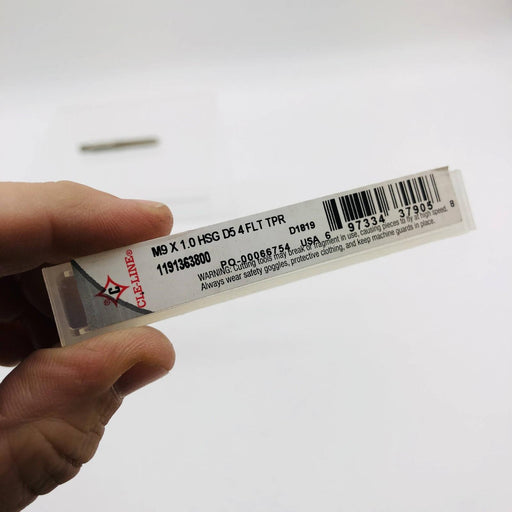 C
CLE-LINE®
®
M9 X 1.0 HSG D5 4 FLT TPR
D1819
1191363800 PO-00066754 USA
6 97334 37905 8
WARNING: Cutting tools may break or fragment in use, causing pieces to fly at high speed.
Always wear safety goggles, protective clothing, and keep machine guards in place.